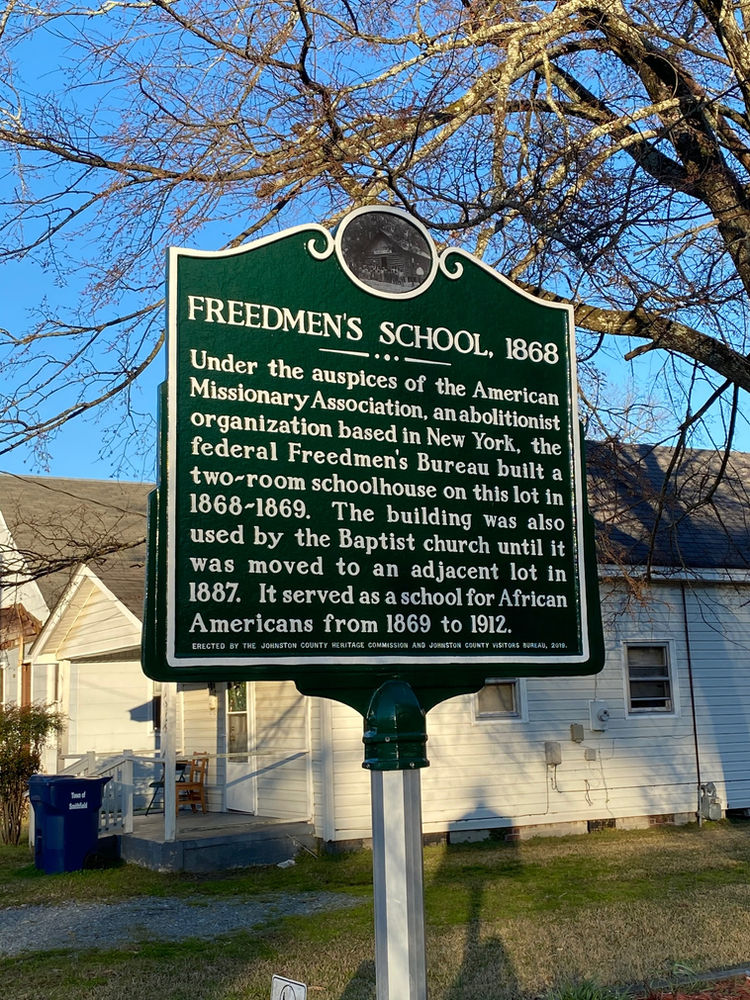 FREEDMEN'S SCHOOL, 1868
Under the auspices of the American
Missionary Association, an abolitionist
organization based in New York, the
federal Freedmen's Bureau built a
two-room schoolhouse on this lot in
1868-1869. The building was also
used by the Baptist church until it
was moved to an adjacent lot in
1887. It served as a school for African
Americans from 1869 to 1912.
ERECTED BY THE JOHNSTON COUNTY HERITAGE COMMISSION AND JOHNSTON COUNTY VISITORS BUREAU, 2019.
Town of
Smithfield